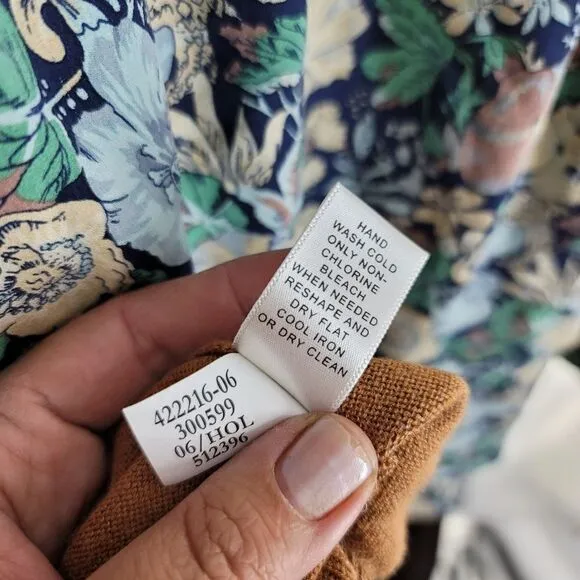 HAND
WASH COLD
ONLY NON-
CHLORINE
BLEACH
WHEN NEEDED
RESHAPE AND
DRY FLAT
COOL IRON
OR DRY CLEAN
422216-06
300599
06/HOL
512396